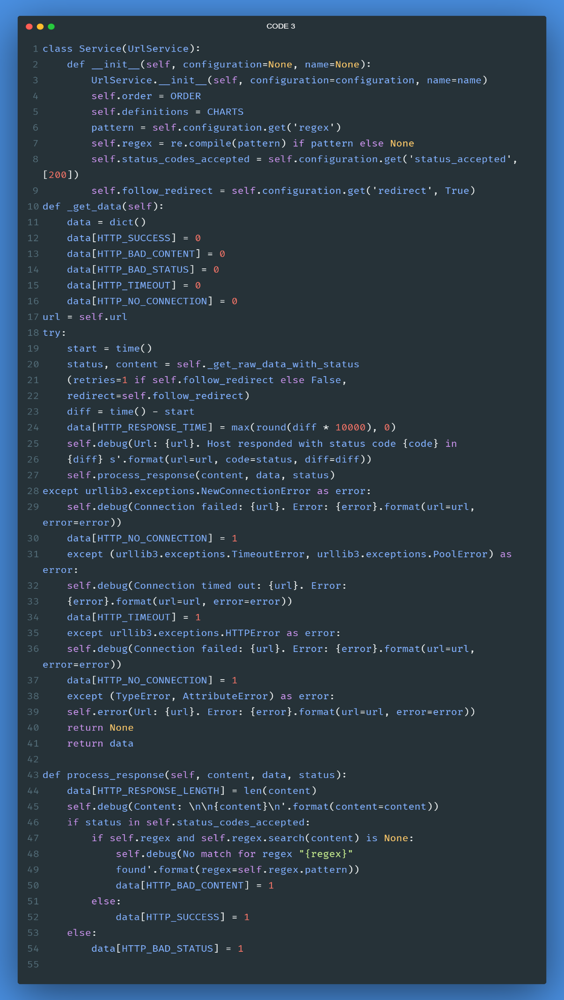 CODE 3
1 class Service(UrlService):
2     def __init__(self, configuration=None, name=None):
3         UrlService.__init__(self, configuration=configuration, name=name)
4         self.order = ORDER
5         self.definitions = CHARTS
6         pattern = self.configuration.get('regex')
7         self.regex = re.compile(pattern) if pattern else None
8         self.status_codes_accepted = self.configuration.get('status_accepted',
[200])
9         self.follow_redirect = self.configuration.get('redirect', True)
10 def _get_data(self):
11     data = dict()
12     data[HTTP_SUCCESS] = 0
13     data[HTTP_BAD_CONTENT] = 0
14     data[HTTP_BAD_STATUS] = 0
15     data[HTTP_TIMEOUT] = 0
16     data[HTTP_NO_CONNECTION] = 0
17 url = self.url
18 try:
19     start = time()
20     status, content = self._get_raw_data_with_status
21     (retries=1 if self.follow_redirect else False,
22     redirect=self.follow_redirect)
23     diff = time() - start
24     data[HTTP_RESPONSE_TIME] = max(round(diff * 10000), 0)
25     self.debug(Url: {url}. Host responded with status code {code} in
26     {diff} s'.format(url=url, code=status, diff=diff))
27     self.process_response(content, data, status)
28 except urllib3.exceptions.NewConnectionError as error:
29     self.debug(Connection failed: {url}. Error: {error}.format(url=url,
error=error))
30     data[HTTP_NO_CONNECTION] = 1
31     except (urllib3.exceptions.TimeoutError, urllib3.exceptions.PoolError) as
error:
32     self.debug(Connection timed out: {url}. Error:
33     {error}.format(url=url, error=error))
34     data[HTTP_TIMEOUT] = 1
35     except urllib3.exceptions.HTTPError as error:
36     self.debug(Connection failed: {url}. Error: {error}.format(url=url,
error=error))
37     data[HTTP_NO_CONNECTION] = 1
38     except (TypeError, AttributeError) as error:
39     self.error(Url: {url}. Error: {error}.format(url=url, error=error))
40     return None
41     return data
42
43 def process_response(self, content, data, status):
44     data[HTTP_RESPONSE_LENGTH] = len(content)
45     self.debug(Content: \n\n{content}\n'.format(content=content))
46     if status in self.status_codes_accepted:
47         if self.regex and self.regex.search(content) is None:
48             self.debug(No match for regex "{regex}"
49             found'.format(regex=self.regex.pattern))
50             data[HTTP_BAD_CONTENT] = 1
51         else:
52             data[HTTP_SUCCESS] = 1
53     else:
54         data[HTTP_BAD_STATUS] = 1
55